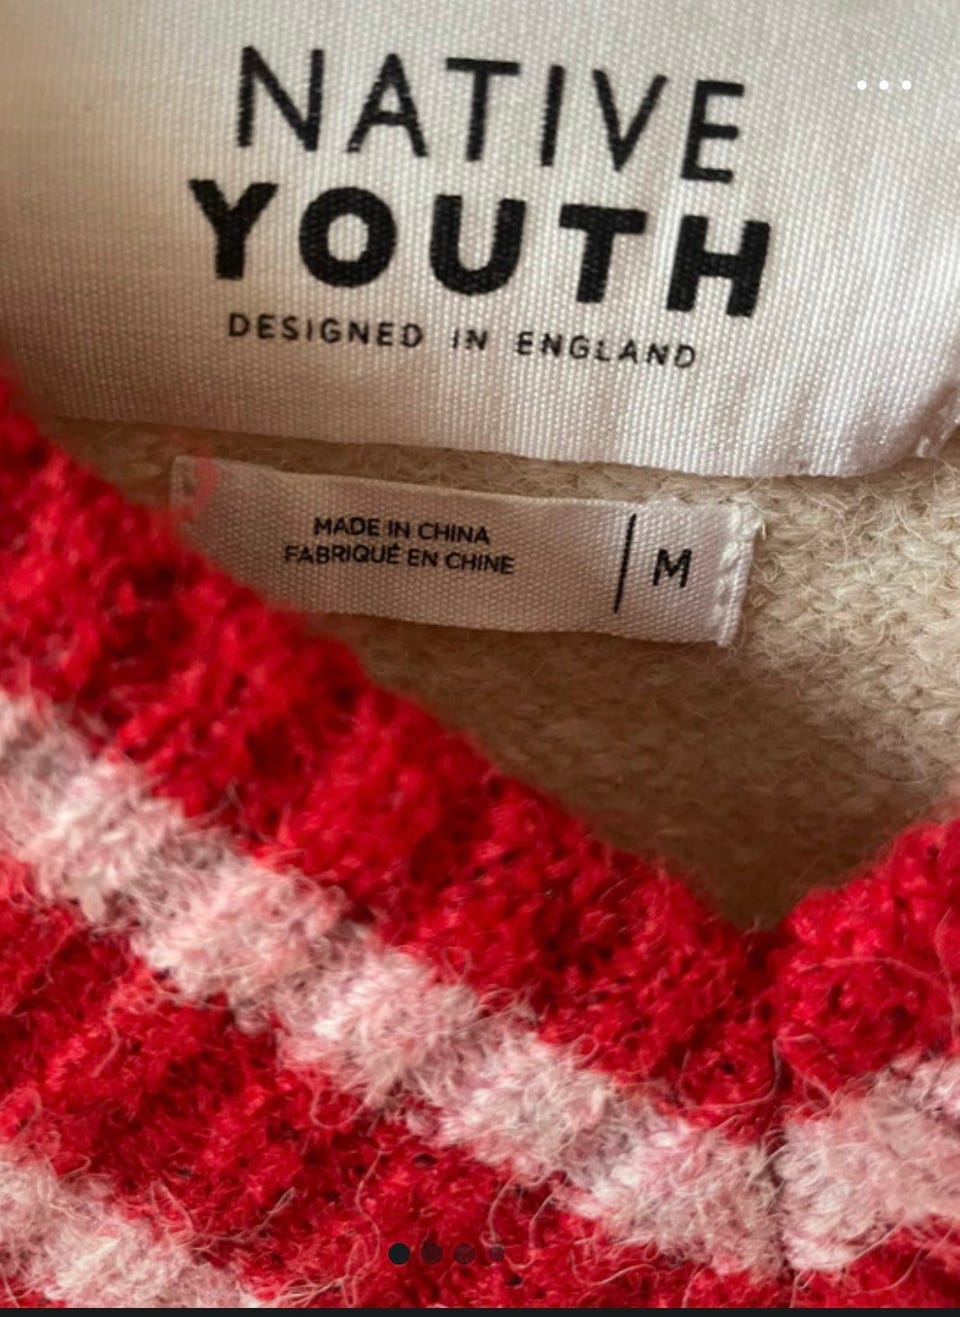 NATIVE
YOUTH
DESIGNED IN ENGLAND
MADE IN CHINA
FABRIQUÉ EN CHINE
M